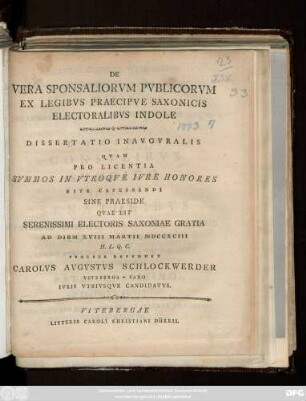 DE
VERA SPONSALIORVM PVBLICORVM
EX LEGIBVS PRAECIPVE SAXONICIS
ELECTORALIBVS INDOLE
DISSERTATIO INAVGVRALIS
QVAM
PRO LICENTIA
SVMMOS IN VTROQVE IVRE HONORES
RITE CAPESSENDI
SINE PRAESIDE
QVAE EST
SERENISSIMI ELECTORIS SAXONIAE GRATIA
AD DIEM XVIII MARTII MDCCXCIII
H. L. Q. C.
PVBLICE DEFENDET
CAROLVS AVGVSTVS SCHLOCKWERDER
VITEBERGA-SAXO
IVRIS VTRIVSQVE CANDIDATVS.
VITEBERGAE
LITTERIS CAROLI CHRISTIANI DÜRRII.